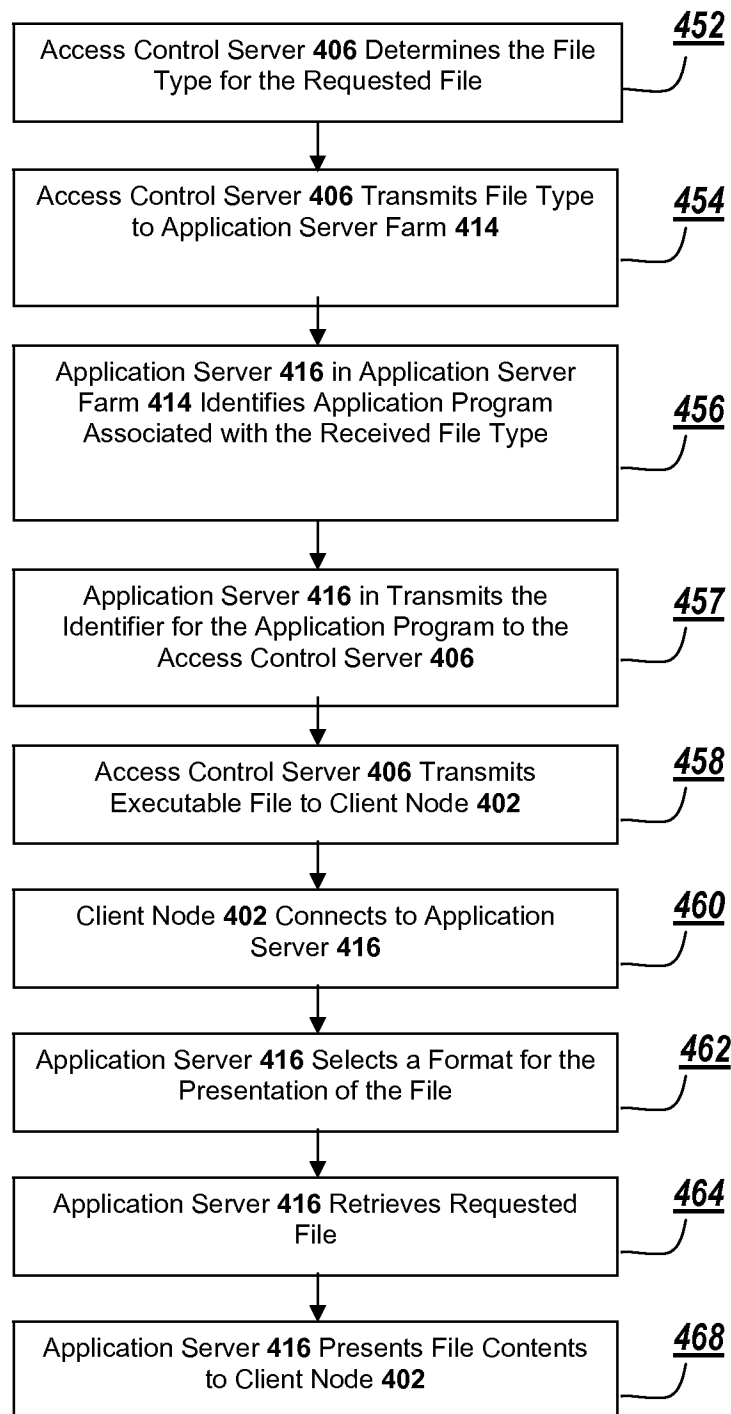 452
Access Control Server 406 Determines the File
Type for the Requested File
454
Access Control Server 406 Transmits File Type
to Application Server Farm 414
456
Application Server 416 in Application Server
Farm 414 Identifies Application Program
Associated with the Received File Type
457
Application Server 416 in Transmits the
Identifier for the Application Program to the
Access Control Server 406
458
Access Control Server 406 Transmits
Executable File to Client Node 402
460
Client Node 402 Connects to Application
Server 416
462
Application Server 416 Selects a Format for the
Presentation of the File
464
Application Server 416 Retrieves Requested
File
468
Application Server 416 Presents File Contents
to Client Node 402